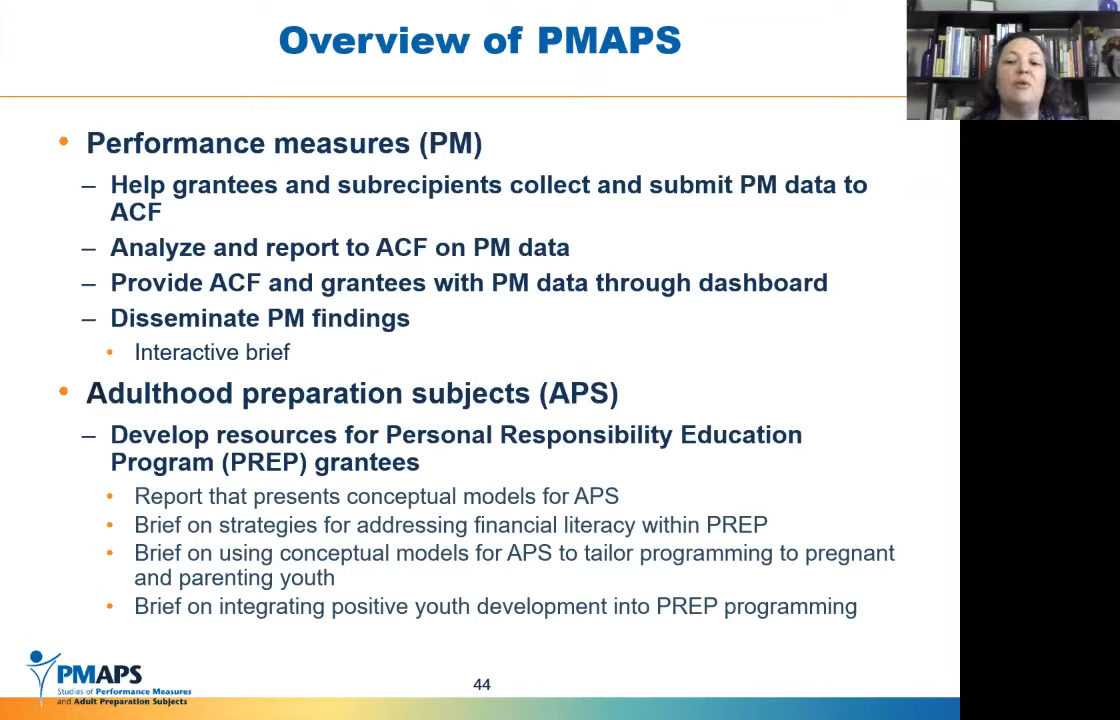 Overview of PMAPS
• Performance measures (PM)
– Help grantees and subrecipients collect and submit PM data to
ACF
– Analyze and report to ACF on PM data
– Provide ACF and grantees with PM data through dashboard
– Disseminate PM findings
• Interactive brief
• Adulthood preparation subjects (APS)
– Develop resources for Personal Responsibility Education
Program (PREP) grantees
• Report that presents conceptual models for APS
• Brief on strategies for addressing financial literacy within PREP
• Brief on using conceptual models for APS to tailor programming to pregnant
and parenting youth
• Brief on integrating positive youth development into PREP programming
PMAPS
Studies of Performance Measures
and Adult Preparation Subjects
44